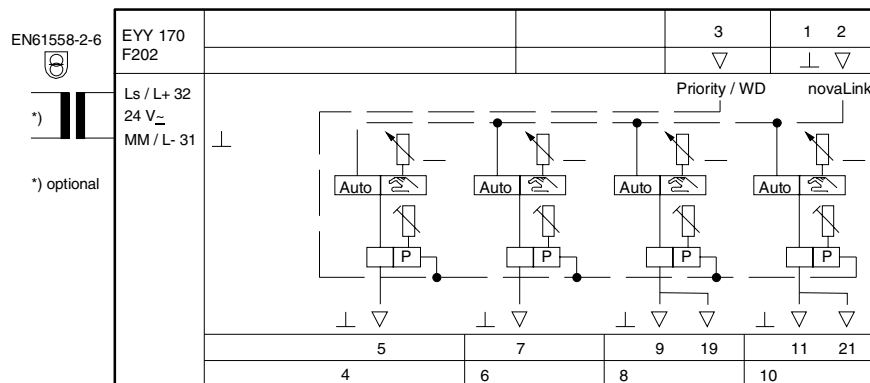 EN61558-2-6
EYY 170
F202
3 1 2
Ls / L+ 32
24 V≂
MM / L- 31
*)
*) optional
Priority / WD novaLink
Auto Auto Auto Auto
P P P P
5 7 9 19 11 21
4 6 8 10